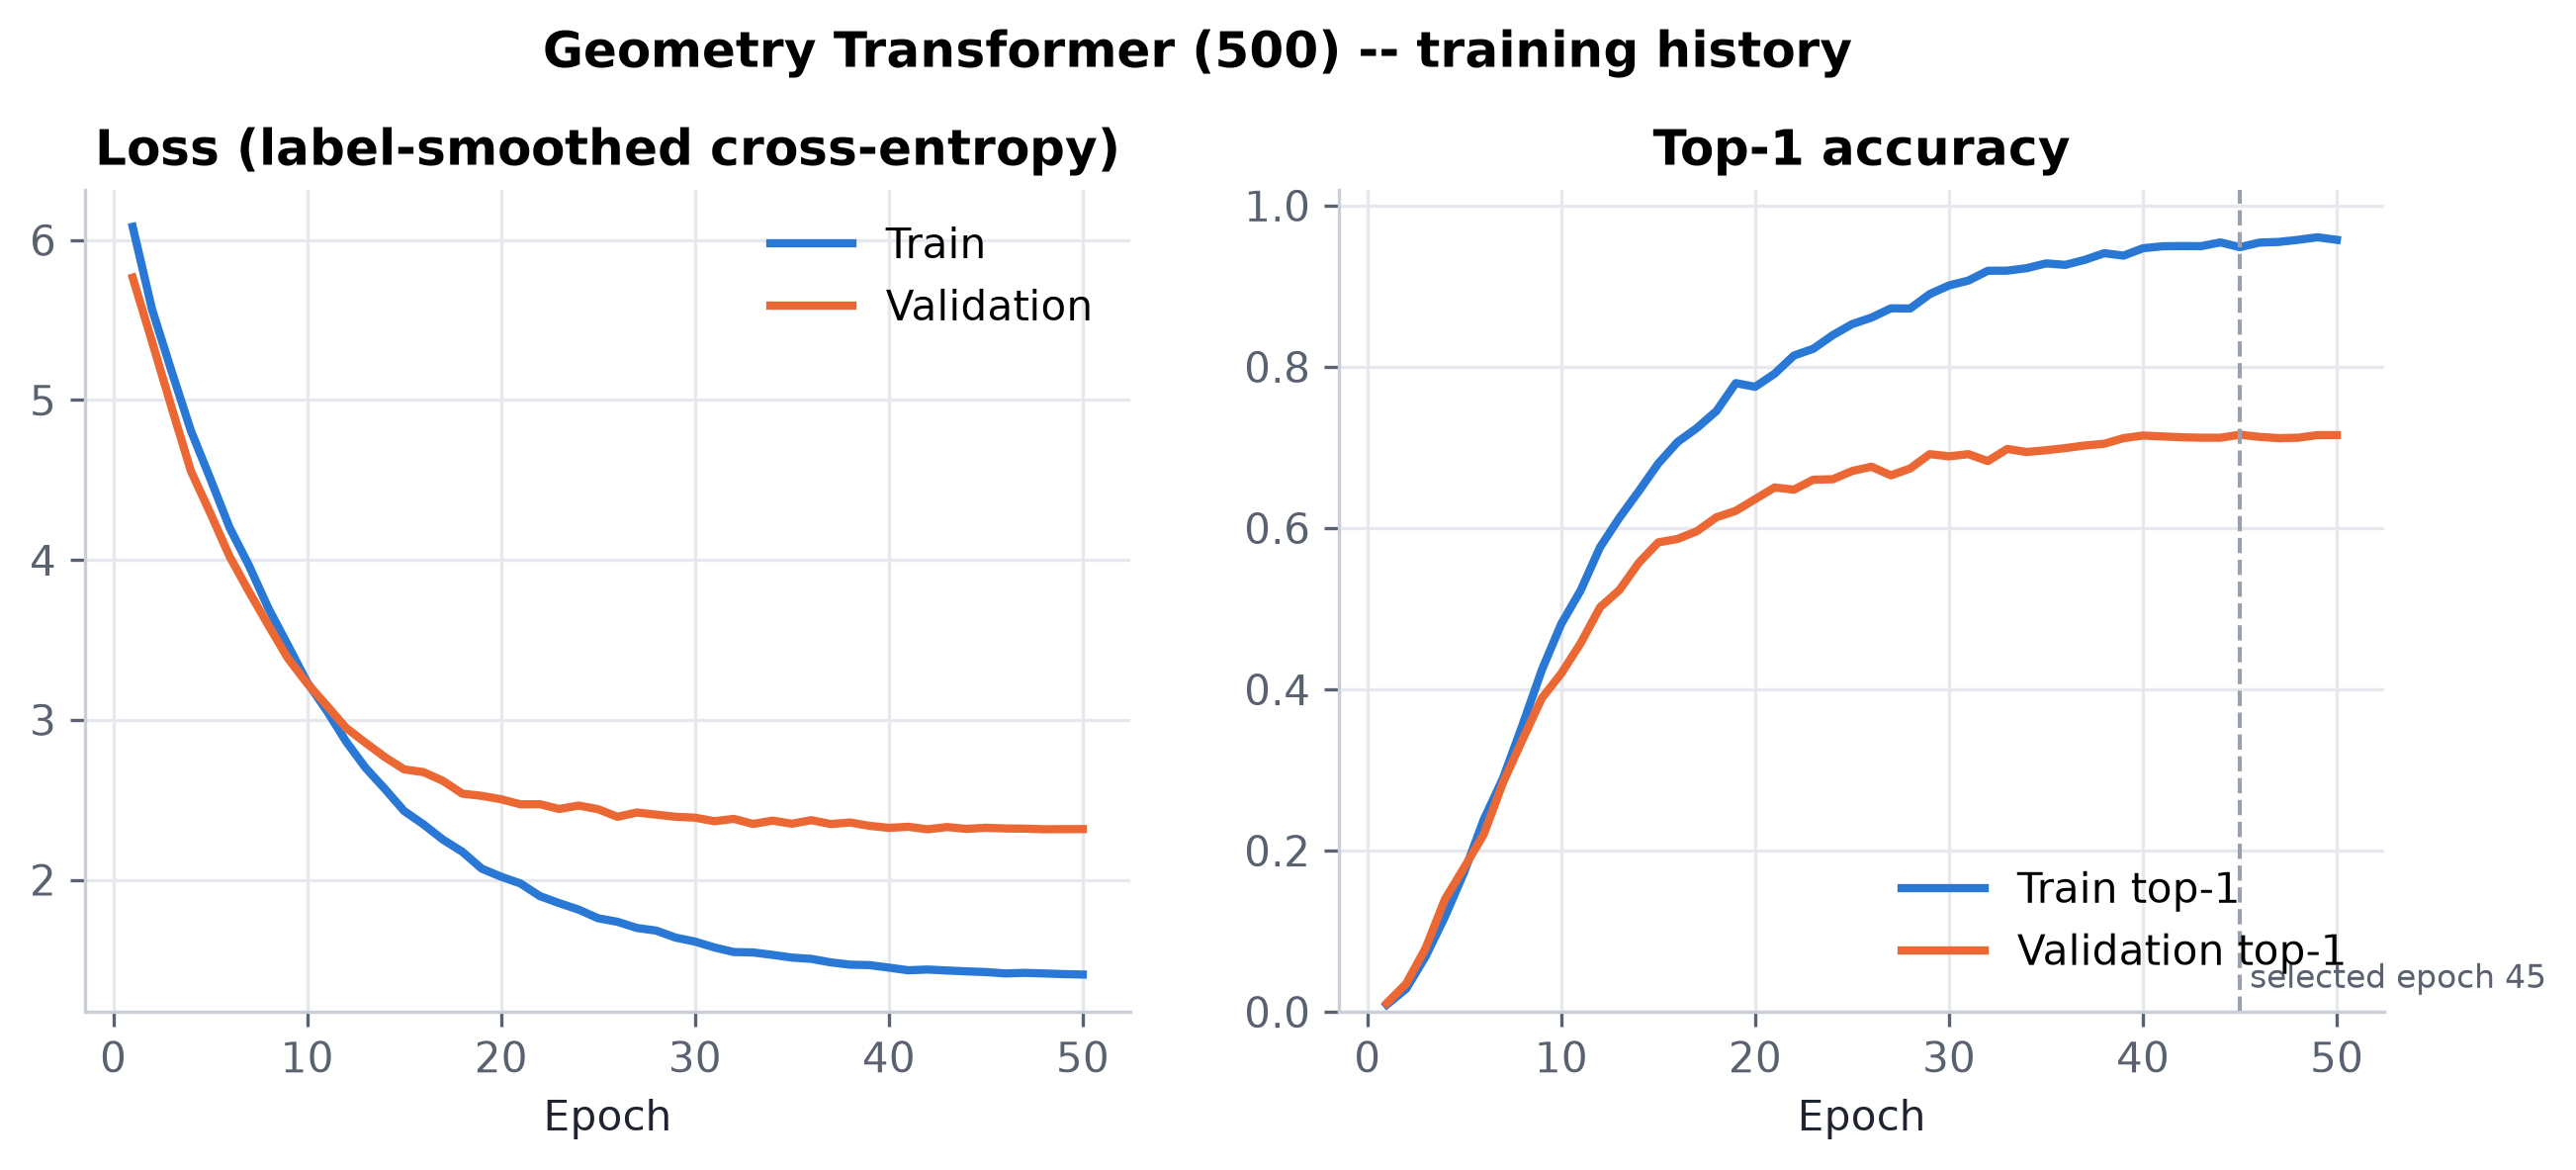 Geometry Transformer (500) -- training history
Loss (label-smoothed cross-entropy)
6
5
4
3
2
Train
Validation
0 10 20 30 40 50
Epoch
Top-1 accuracy
1.0
0.8
0.6
0.4
0.2
0.0
Train top-1
Validation top-1
selected epoch 45
0 10 20 30 40 50
Epoch